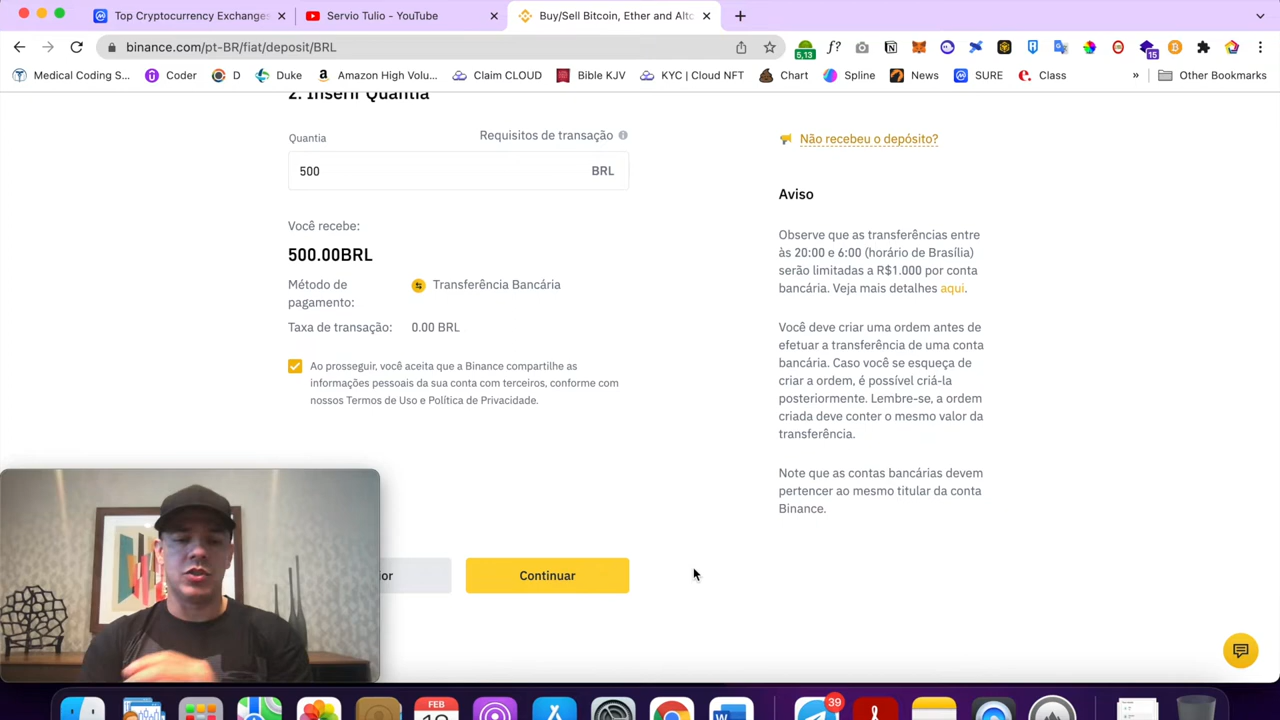 Top Cryptocurrency Exchange
Servio Tulio - YouTube
Buy/Sell Bitcoin, Ether and Altc
binance.com/pt-BR/fiat/deposit/BRL
f?
5,13
15
Medical Coding S...
Coder
D
Duke
Amazon High Volu...
Claim CLOUD
Bible KJV
KYC | Cloud NFT
Chart
Spline
News
SURE
Class
»
Other Bookmarks
2. Inserir Quantia
Quantia
Requisitos de transação
500
BRL
Você recebe:
500.00BRL
Método de
pagamento:
Transferência Bancária
Taxa de transação:
0.00 BRL
Ao prosseguir, você aceita que a Binance compartilhe as
informações pessoais da sua conta com terceiros, conforme com
nossos Termos de Uso e Política de Privacidade.
ior
Continuar
Não recebeu o depósito?
Aviso
Observe que as transferências entre
às 20:00 e 6:00 (horário de Brasília)
serão limitadas a R$1.000 por conta
bancária. Veja mais detalhes aqui.
Você deve criar uma ordem antes de
efetuar a transferência de uma conta
bancária. Caso você se esqueça de
criar a ordem, é possível criá-la
posteriormente. Lembre-se, a ordem
criada deve conter o mesmo valor da
transferência.
Note que as contas bancárias devem
pertencer ao mesmo titular da conta
Binance.
FEB
39